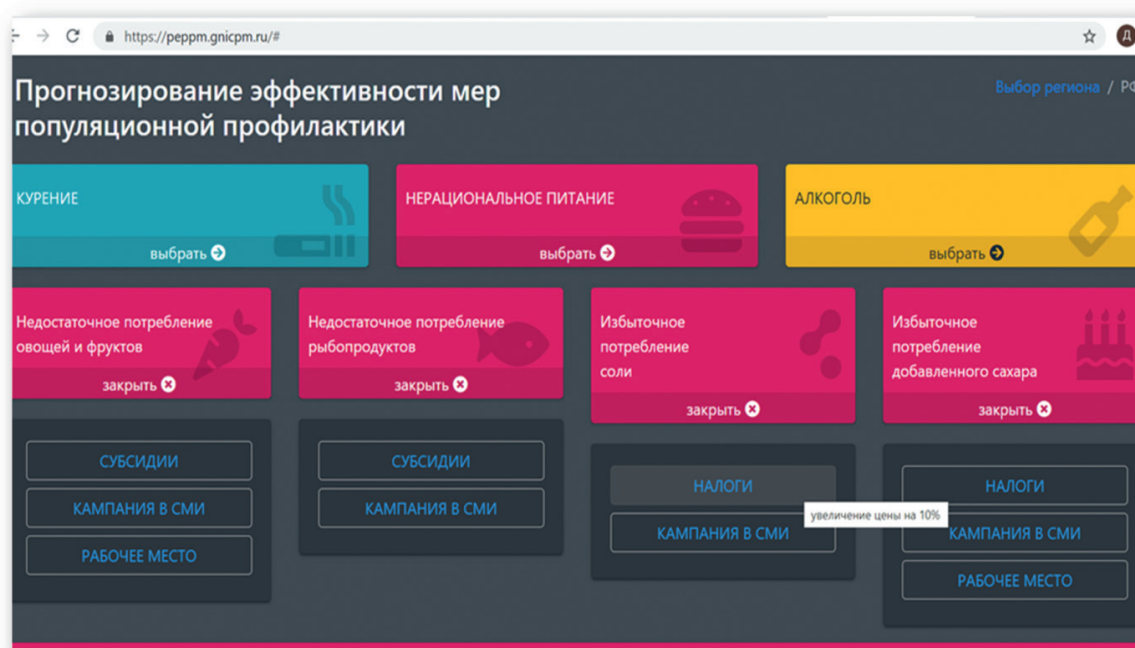 https://peppm.gnicpm.ru/#
Д
Прогнозирование эффективности мер
популяционной профилактики
Выбор региона / РФ
КУРЕНИЕ
выбрать
НЕРАЦИОНАЛЬНОЕ ПИТАНИЕ
выбрать
АЛКОГОЛЬ
выбрать
Недостаточное потребление
овощей и фруктов
закрыть
Недостаточное потребление
рыбопродуктов
закрыть
Избыточное
потребление
соли
закрыть
Избыточное
потребление
добавленного сахара
закрыть
СУБСИДИИ
КАМПАНИЯ В СМИ
РАБОЧЕЕ МЕСТО
СУБСИДИИ
КАМПАНИЯ В СМИ
НАЛОГИ
увеличение цены на 10%
КАМПАНИЯ В СМИ
НАЛОГИ
КАМПАНИЯ В СМИ
РАБОЧЕЕ МЕСТО